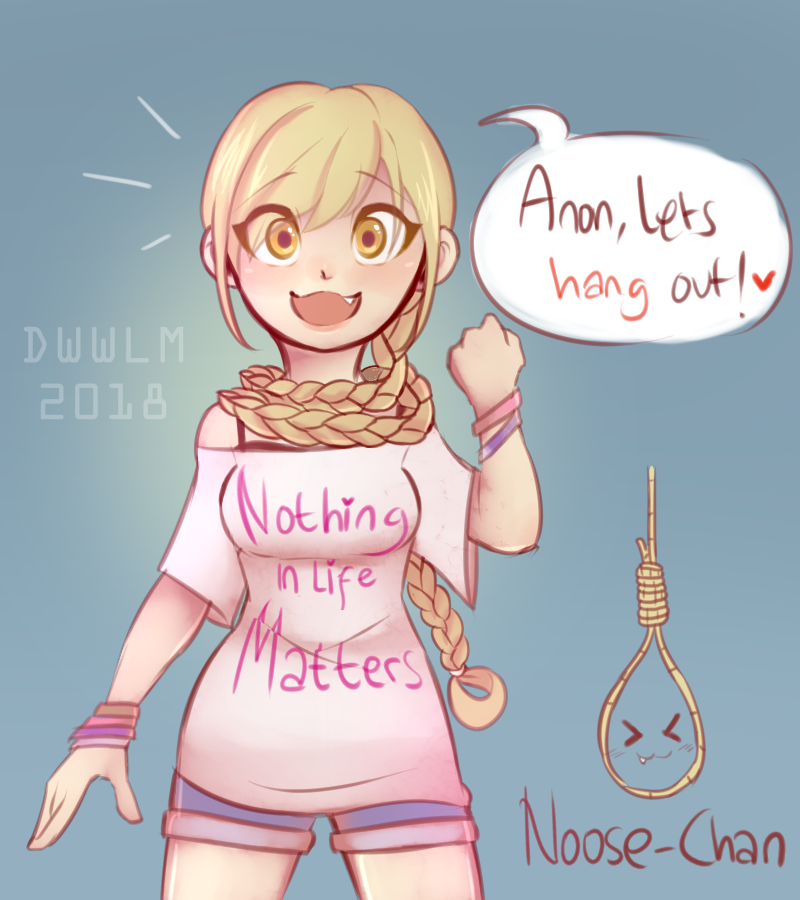 Anon, lets
hang out!
DWWLM
2018
Nothing
in Life
Matters
Noose-Chan